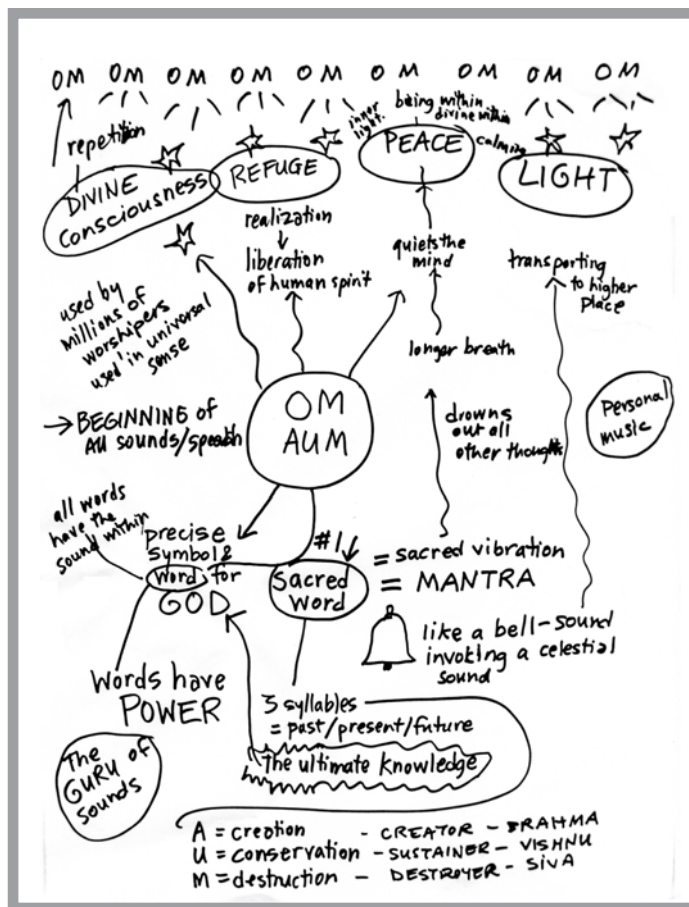 OM OM OM OM OM OM OM OM OM
repetition
DIVINE
Consciousness
REFUGE
inner
light.
being within
divine within
PEACE
calming
LIGHT
realization
liberation
of human spirit
quiets the
mind
transporting
to higher
place
used by
millions of
worshipers
used in universal
sense
longer breath
OM
AUM
Personal
music
→ BEGINNING of
All sounds/speech
drowns
out all
other thoughts
all words
have the
sound within
precise
symbol &
word for
GOD
#1
Sacred
word
= sacred vibration
= MANTRA
like a bell-sound
invoking a celestial
sound
Words have
POWER
3 syllables
= past/present/future
The ultimate knowledge
The
GURU of
sounds
A = creation - CREATOR - BRAHMA
U = conservation - SUSTAINER - VISHNU
M = destruction - DESTROYER - SIVA